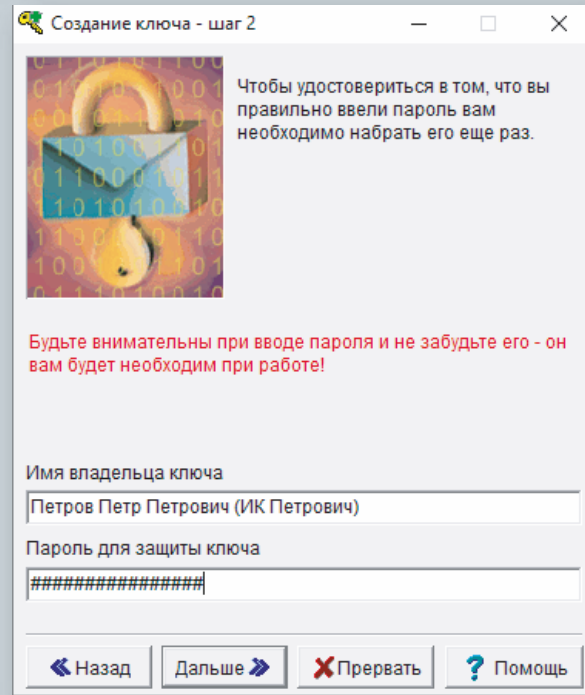 Создание ключа - шаг 2
Чтобы удостовериться в том, что вы
правильно ввели пароль вам
необходимо набрать его еще раз.
Будьте внимательны при вводе пароля и не забудьте его - он
вам будет необходим при работе!
Имя владельца ключа
Петров Петр Петрович (ИК Петрович)
Пароль для защиты ключа
################
Назад
Дальше
Прервать
Помощь